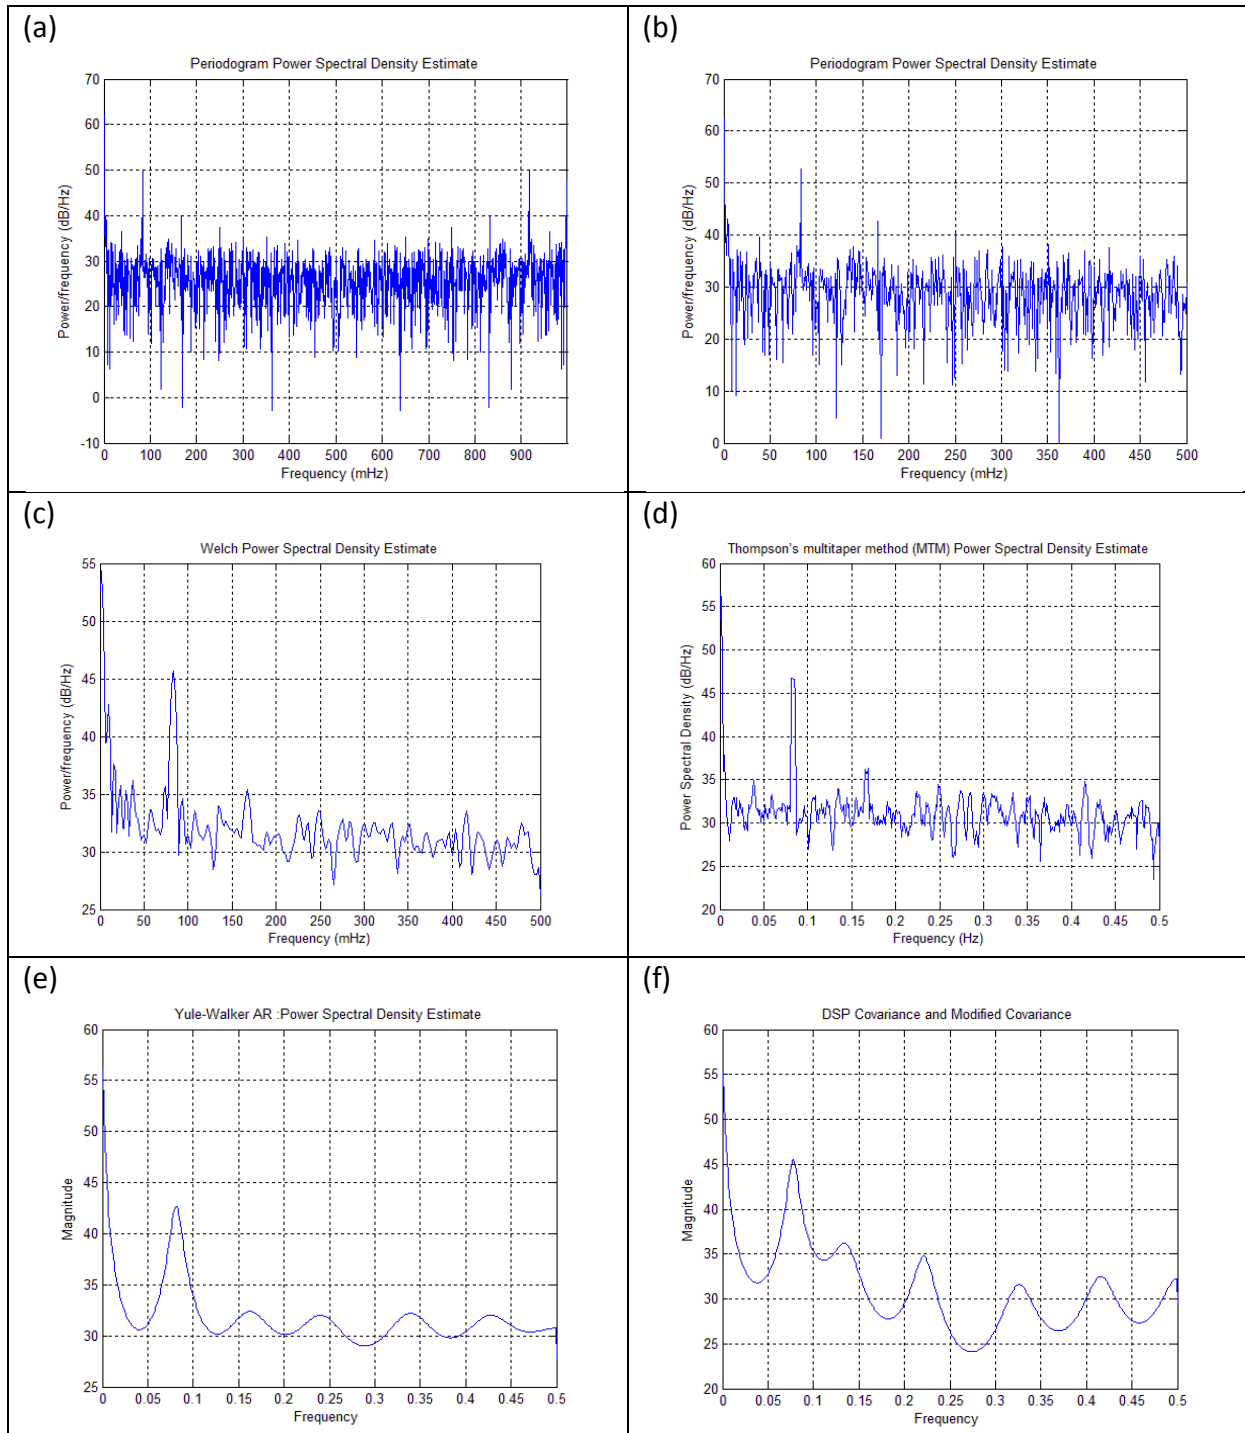 (a)
Periodogram Power Spectral Density Estimate
Power/frequency (dB/Hz)
70
60
50
40
30
20
10
0
-10
0 100 200 300 400 500 600 700 800 900
Frequency (mHz)
(b)
Periodogram Power Spectral Density Estimate
Power/frequency (dB/Hz)
70
60
50
40
30
20
10
0
0 50 100 150 200 250 300 350 400 450 500
Frequency (mHz)
(c)
Welch Power Spectral Density Estimate
Power/frequency (dB/Hz)
55
45
40
35
30
25
0 50 100 150 200 250 300 350 400 450 500
Frequency (mHz)
(d)
Thompson's multitaper method (MTM) Power Spectral Density Estimate
Power Spectral Density (dB/Hz)
60
55
50
45
40
35
30
25
20
0 0.05 0.1 0.15 0.2 0.25 0.3 0.35 0.4 0.45 0.5
Frequency (Hz)
(e)
Yule-Walker AR :Power Spectral Density Estimate
Magnitude
60
55
50
45
40
35
30
25
0 0.05 0.1 0.15 0.2 0.25 0.3 0.35 0.4 0.45 0.5
Frequency
(f)
DSP Covariance and Modified Covariance
Magnitude
60
55
50
45
40
35
30
25
20
0 0.05 0.1 0.15 0.2 0.25 0.3 0.35 0.4 0.45 0.5
Frequency